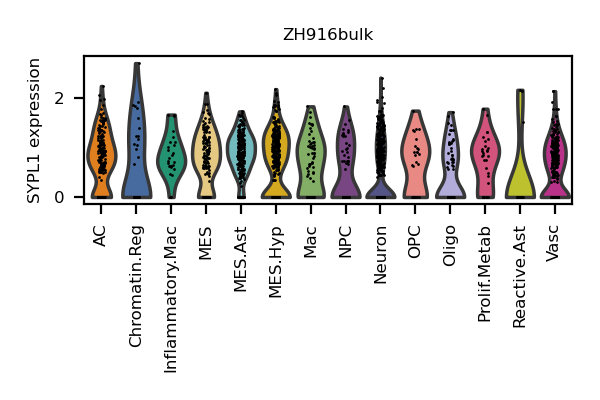 ZH916bulk
SYPL1 expression
2
0
AC
Chromatin.Reg
Inflammatory.Mac
MES
MES.Ast
MES.Hyp
Mac
NPC
Neuron
OPC
Oligo
Prolif.Metab
Reactive.Ast
Vasc